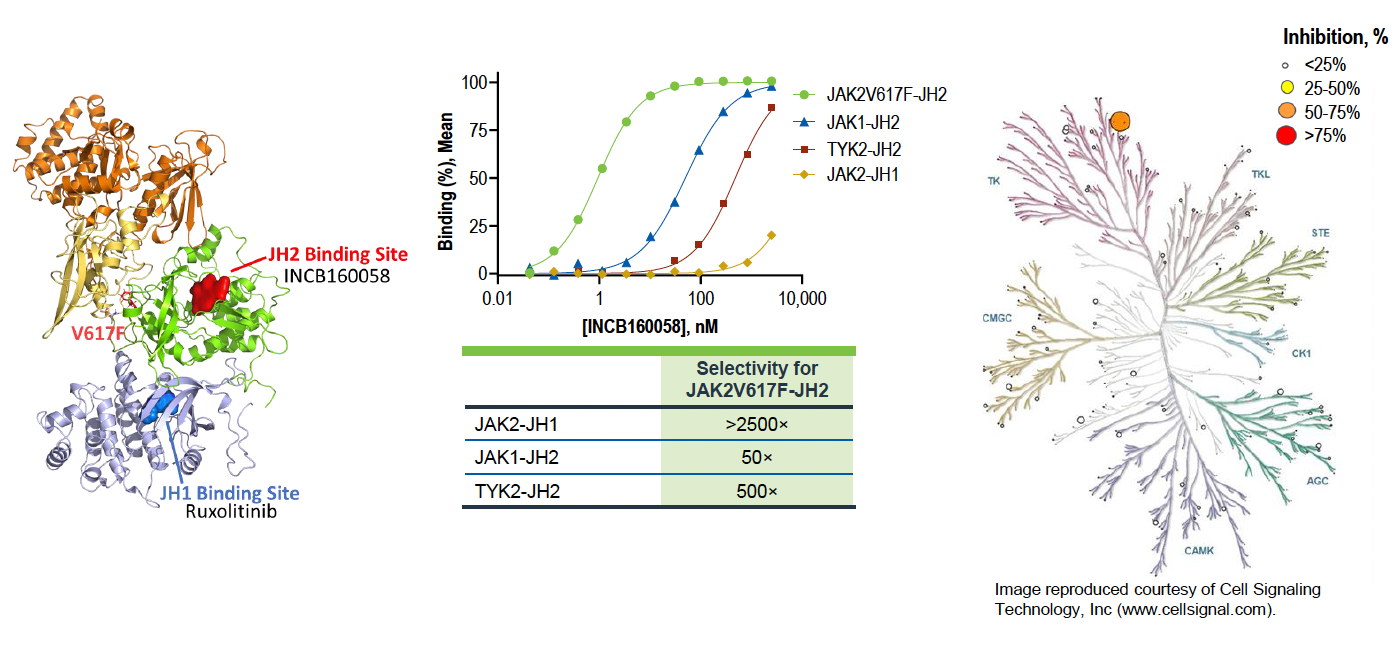 JH2 Binding Site
INCB160058
V617F
JH1 Binding Site
Ruxolitinib
Binding (%), Mean
100
75
50
25
0
0.01
1
100
10,000
[INCB160058], nM
JAK2V617F-JH2
JAK1-JH2
TYK2-JH2
JAK2-JH1
Selectivity for
JAK2V617F-JH2
JAK2-JH1 >2500×
JAK1-JH2 50×
TYK2-JH2 500×
Inhibition, %
<25%
25-50%
50-75%
>75%
TK
TKL
STE
CMGC
CK1
AGC
CAMK
Image reproduced courtesy of Cell Signaling
Technology, Inc (www.cellsignal.com).